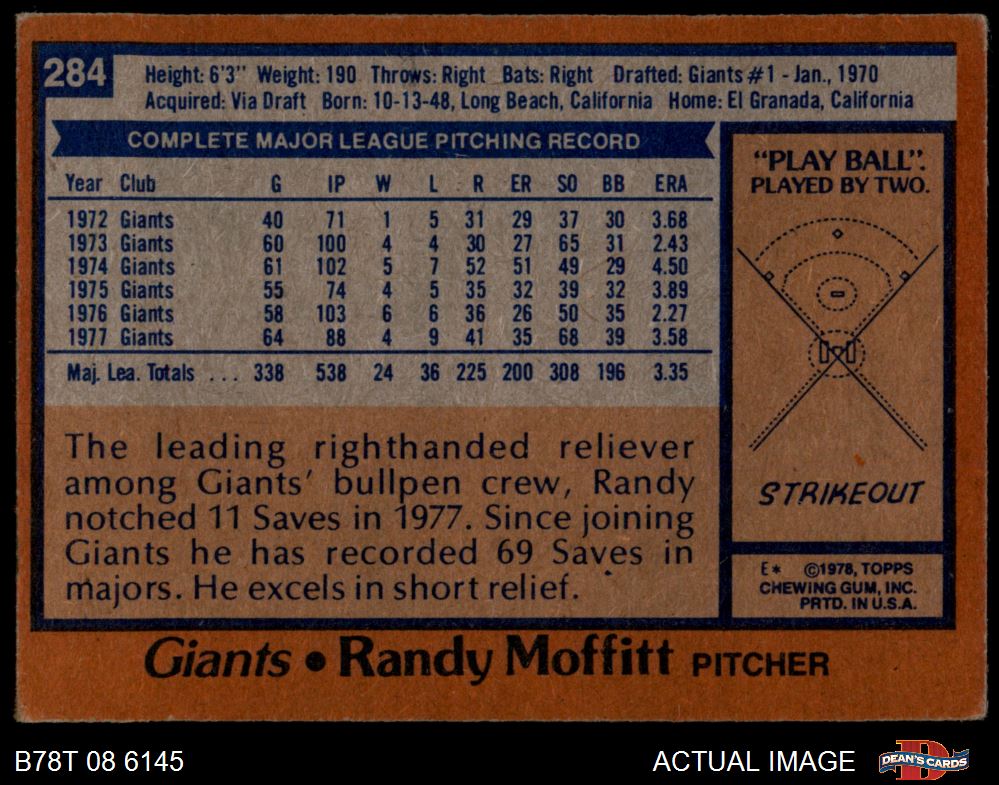 284
Height: 6'3" Weight: 190 Throws: Right Bats: Right Drafted: Giants #1 - Jan., 1970
Acquired: Via Draft Born: 10-13-48, Long Beach, California Home: El Granada, California
COMPLETE MAJOR LEAGUE PITCHING RECORD
Year Club G IP W L R ER SO BB ERA
1972 Giants 40 71 1 5 31 29 37 30 3.68
1973 Giants 60 100 4 4 30 27 65 31 2.43
1974 Giants 61 102 5 7 52 51 49 29 4.50
1975 Giants 55 74 4 5 35 32 39 32 3.89
1976 Giants 58 103 6 6 36 26 50 35 2.27
1977 Giants 64 88 4 9 41 35 68 39 3.58
Maj. Lea. Totals ... 338 538 24 36 225 200 308 196 3.35
The leading righthanded reliever
among Giants' bullpen crew, Randy
notched 11 Saves in 1977. Since joining
Giants he has recorded 69 Saves in
majors. He excels in short relief.
"PLAY BALL":
PLAYED BY TWO.
STRIKEOUT
E* ©1978, TOPPS
CHEWING GUM, INC.
PRTD. IN U.S.A.
Giants • Randy Moffitt PITCHER
B78T 08 6145
ACTUAL IMAGE
DEAN'S CARDS